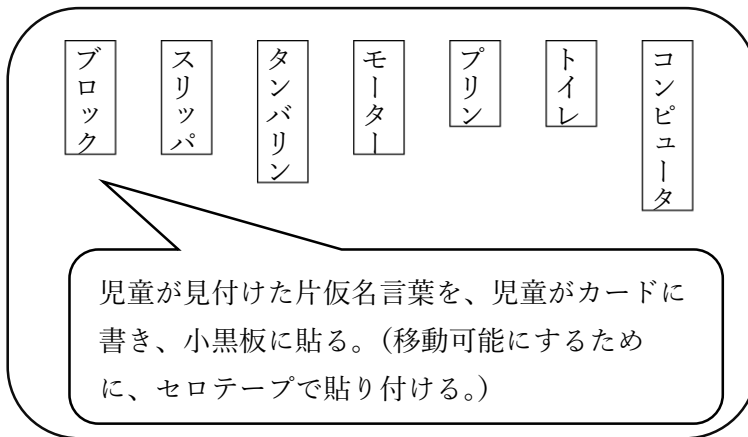 コンピュータ
トイレ
プリン
モーター
タンバリン
スリッパ
ブロック
児童が見付けた片仮名言葉を、児童がカードに
書き、小黒板に貼る。(移動可能にするため
に、セロテープで貼り付ける。)